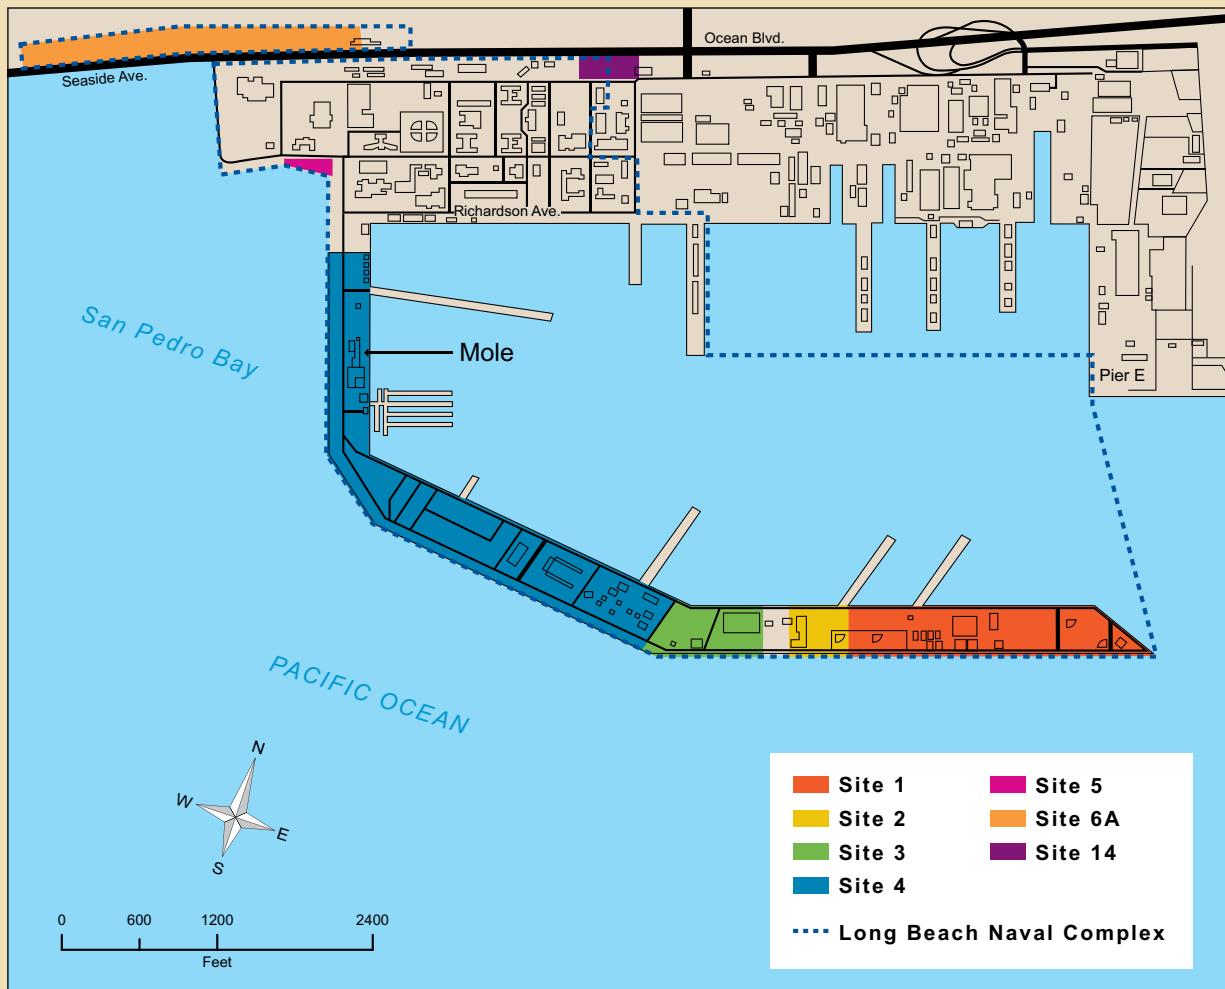 Ocean Blvd.
Seaside Ave.
Richardson Ave.
San Pedro Bay
Mole
Pier E
PACIFIC OCEAN
N
W
E
S
0 600 1200 2400
Feet
Site 1
Site 2
Site 3
Site 4
Site 5
Site 6A
Site 14
Long Beach Naval Complex